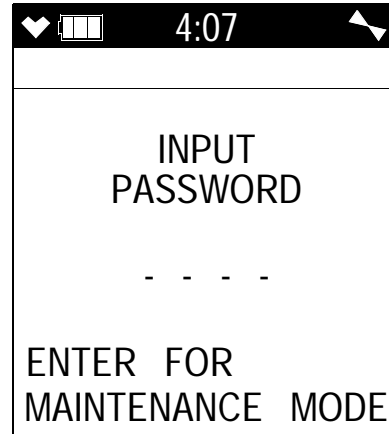 4:07
INPUT
PASSWORD
- - - -
ENTER FOR
MAINTENANCE MODE